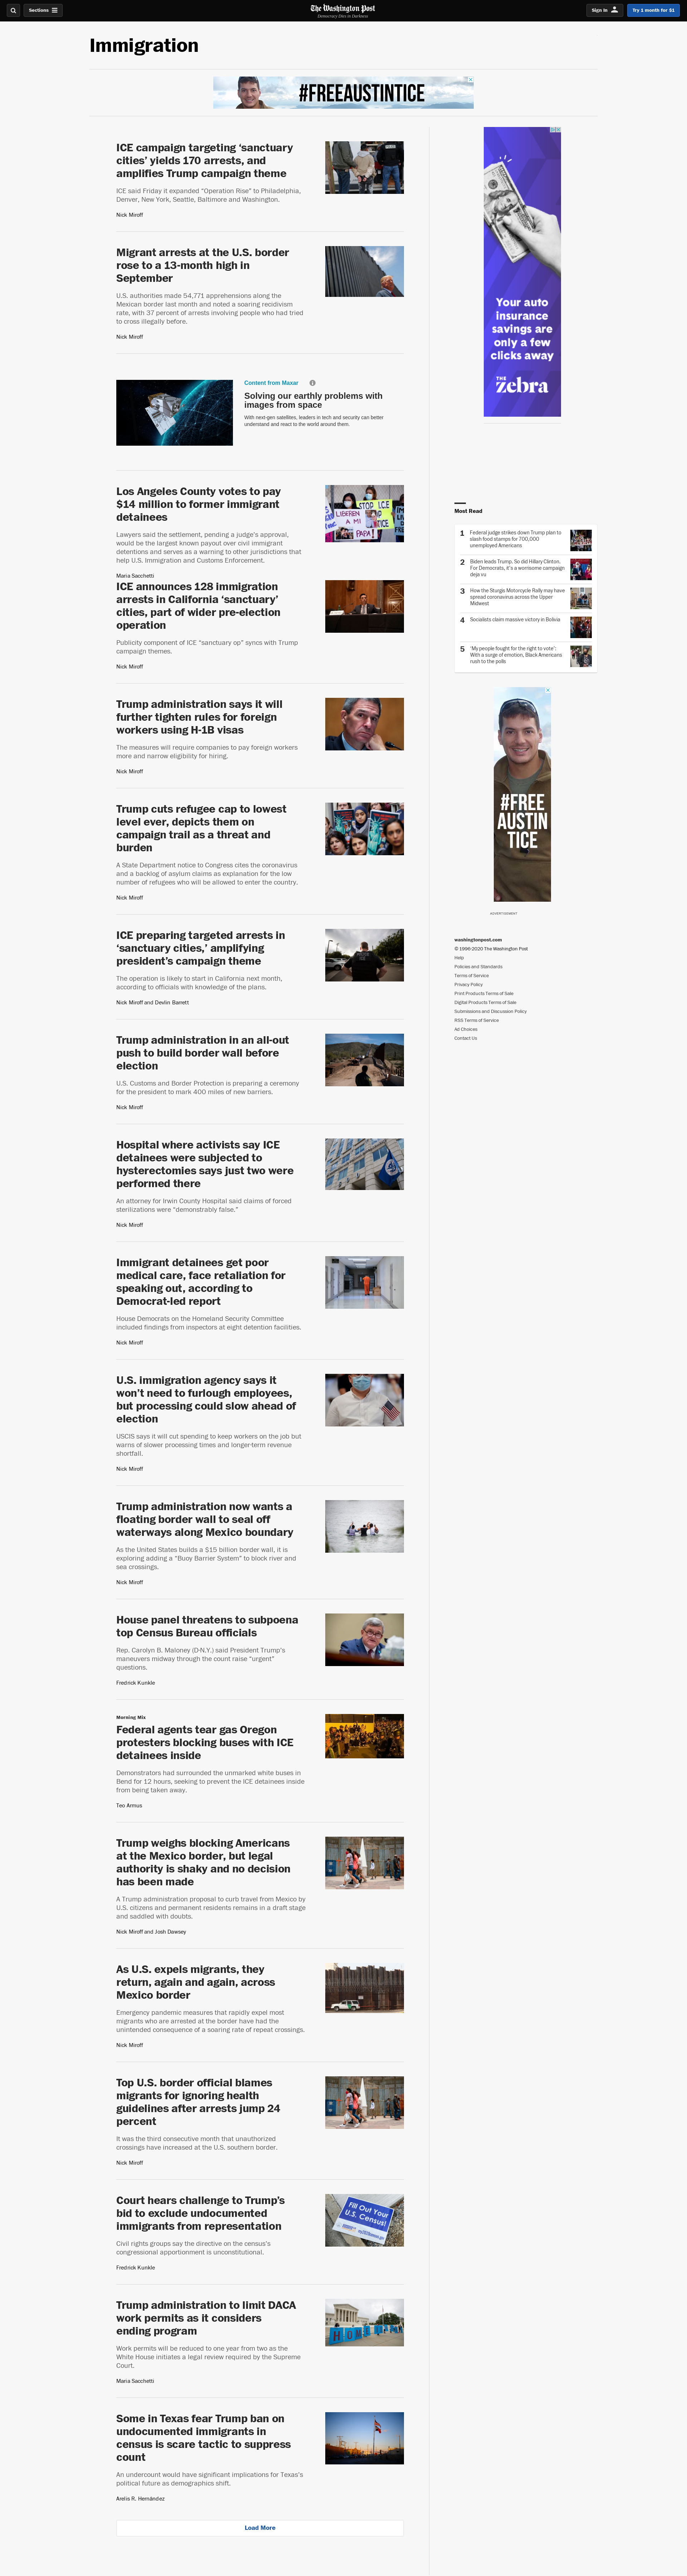 Sections
The Washington Post
Democracy Dies in Darkness
Sign In
Try 1 month for $1
Immigration
#FREEAUSTINTICE
ICE campaign targeting ‘sanctuary
cities’ yields 170 arrests, and
amplifies Trump campaign theme
ICE said Friday it expanded “Operation Rise” to Philadelphia,
Denver, New York, Seattle, Baltimore and Washington.
Nick Miroff
Migrant arrests at the U.S. border
rose to a 13-month high in
September
U.S. authorities made 54,771 apprehensions along the
Mexican border last month and noted a soaring recidivism
rate, with 37 percent of arrests involving people who had tried
to cross illegally before.
Nick Miroff
Content from Maxar
Solving our earthly problems with
images from space
With next-gen satellites, leaders in tech and security can better
understand and react to the world around them.
Los Angeles County votes to pay
$14 million to former immigrant
detainees
Lawyers said the settlement, pending a judge’s approval,
would be the largest known payout over civil immigrant
detentions and serves as a warning to other jurisdictions that
help U.S. Immigration and Customs Enforcement.
Maria Sacchetti
LIBEREN
A MI
PAPA!
STOP
ICE
ICE announces 128 immigration
arrests in California ‘sanctuary’
cities, part of wider pre-election
operation
Publicity component of ICE “sanctuary op” syncs with Trump
campaign themes.
Nick Miroff
Trump administration says it will
further tighten rules for foreign
workers using H-1B visas
The measures will require companies to pay foreign workers
more and narrow eligibility for hiring.
Nick Miroff
Trump cuts refugee cap to lowest
level ever, depicts them on
campaign trail as a threat and
burden
A State Department notice to Congress cites the coronavirus
and a backlog of asylum claims as explanation for the low
number of refugees who will be allowed to enter the country.
Nick Miroff
ICE preparing targeted arrests in
‘sanctuary cities,’ amplifying
president’s campaign theme
The operation is likely to start in California next month,
according to officials with knowledge of the plans.
Nick Miroff and Devlin Barrett
Trump administration in an all-out
push to build border wall before
election
U.S. Customs and Border Protection is preparing a ceremony
for the president to mark 400 miles of new barriers.
Nick Miroff
Hospital where activists say ICE
detainees were subjected to
hysterectomies says just two were
performed there
An attorney for Irwin County Hospital said claims of forced
sterilizations were “demonstrably false.”
Nick Miroff
Immigrant detainees get poor
medical care, face retaliation for
speaking out, according to
Democrat-led report
House Democrats on the Homeland Security Committee
included findings from inspectors at eight detention facilities.
Nick Miroff
U.S. immigration agency says it
won’t need to furlough employees,
but processing could slow ahead of
election
USCIS says it will cut spending to keep workers on the job but
warns of slower processing times and longer-term revenue
shortfall.
Nick Miroff
Trump administration now wants a
floating border wall to seal off
waterways along Mexico boundary
As the United States builds a $15 billion border wall, it is
exploring adding a “Buoy Barrier System” to block river and
sea crossings.
Nick Miroff
House panel threatens to subpoena
top Census Bureau officials
Rep. Carolyn B. Maloney (D-N.Y.) said President Trump’s
maneuvers midway through the count raise “urgent”
questions.
Fredrick Kunkle
Morning Mix
Federal agents tear gas Oregon
protesters blocking buses with ICE
detainees inside
Demonstrators had surrounded the unmarked white buses in
Bend for 12 hours, seeking to prevent the ICE detainees inside
from being taken away.
Teo Armus
Trump weighs blocking Americans
at the Mexico border, but legal
authority is shaky and no decision
has been made
A Trump administration proposal to curb travel from Mexico by
U.S. citizens and permanent residents remains in a draft stage
and saddled with doubts.
Nick Miroff and Josh Dawsey
As U.S. expels migrants, they
return, again and again, across
Mexico border
Emergency pandemic measures that rapidly expel most
migrants who are arrested at the border have had the
unintended consequence of a soaring rate of repeat crossings.
Nick Miroff
Top U.S. border official blames
migrants for ignoring health
guidelines after arrests jump 24
percent
It was the third consecutive month that unauthorized
crossings have increased at the U.S. southern border.
Nick Miroff
Court hears challenge to Trump’s
bid to exclude undocumented
immigrants from representation
Civil rights groups say the directive on the census’s
congressional apportionment is unconstitutional.
Fredrick Kunkle
Fill Out Your
U.S. Census!
Trump administration to limit DACA
work permits as it considers
ending program
Work permits will be reduced to one year from two as the
White House initiates a legal review required by the Supreme
Court.
Maria Sacchetti
Some in Texas fear Trump ban on
undocumented immigrants in
census is scare tactic to suppress
count
An undercount would have significant implications for Texas’s
political future as demographics shift.
Arelis R. Hernández
Load More
Your auto
insurance
savings are
only a few
clicks away
THE
zebra
Most Read
1 Federal judge strikes down Trump plan to
slash food stamps for 700,000
unemployed Americans
2 Biden leads Trump. So did Hillary Clinton.
For Democrats, it’s a worrisome campaign
deja vu
3 How the Sturgis Motorcycle Rally may have
spread coronavirus across the Upper
Midwest
4 Socialists claim massive victory in Bolivia
5 ‘My people fought for the right to vote’:
With a surge of emotion, Black Americans
rush to the polls
#FREE
AUSTIN
TICE
ADVERTISEMENT
washingtonpost.com
© 1996-2020 The Washington Post
Help
Policies and Standards
Terms of Service
Privacy Policy
Print Products Terms of Sale
Digital Products Terms of Sale
Submissions and Discussion Policy
RSS Terms of Service
Ad Choices
Contact Us